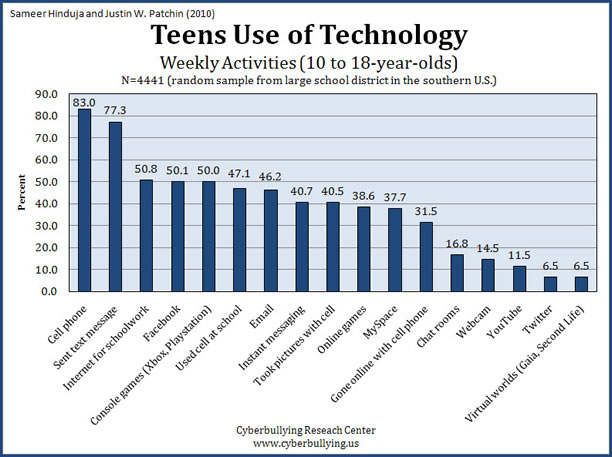 Sameer Hinduja and Justin W. Patchin (2010)
Teens Use of Technology
Weekly Activities (10 to 18-year-olds)
N=4441 (random sample from large school district in the southern U.S.)
Percent
90.0
80.0
70.0
60.0
50.0
40.0
30.0
20.0
10.0
0.0
83.0
77.3
50.8
50.1
50.0
47.1
46.2
40.7
40.5
38.6
37.7
31.5
16.8
14.5
11.5
6.5
6.5
Cell phone
Sent text message
Internet for schoolwork
Facebook
Console games (Xbox, Playstation)
Used cell at school
Email
Instant messaging
Took pictures with cell
Online games
MySpace
Gone online with cell phone
Chat rooms
Webcam
YouTube
Twitter
Virtual worlds (Gaia, Second Life)
Cyberbullying Reseach Center
www.cyberbullying.us